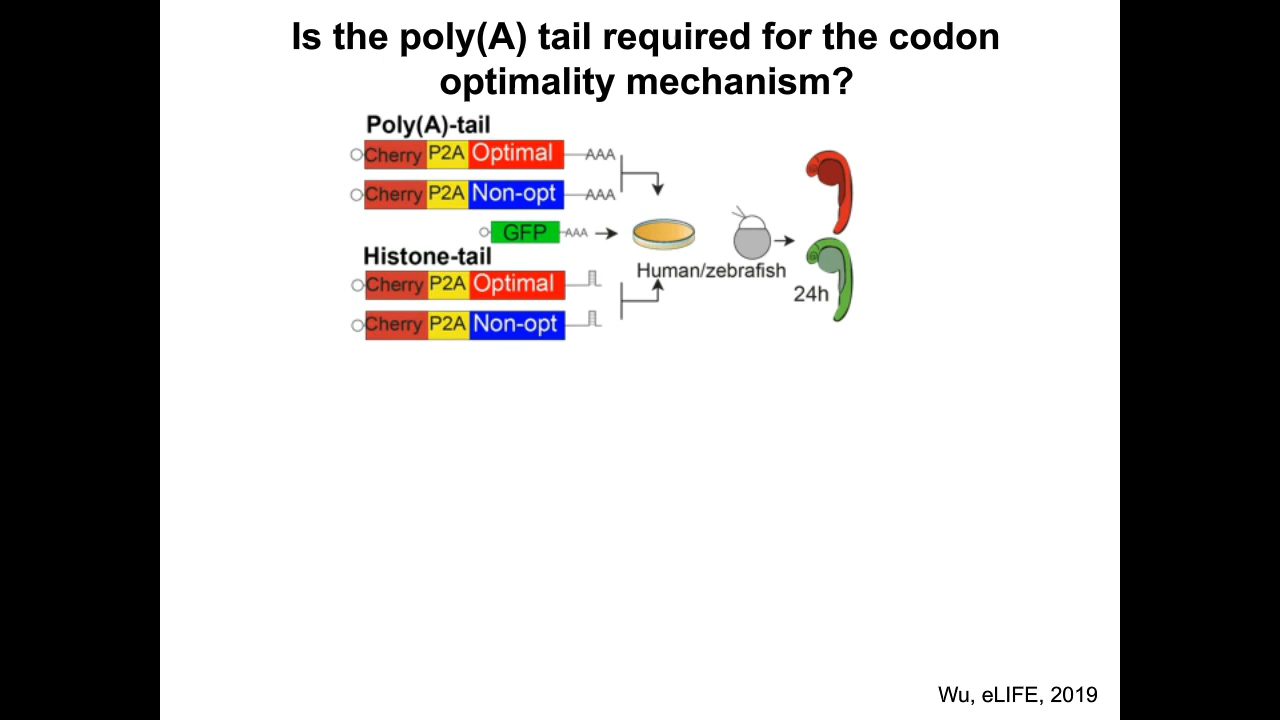 Is the poly(A) tail required for the codon
optimality mechanism?
Poly(A)-tail
Cherry P2A Optimal AAA
Cherry P2A Non-opt AAA
GFP AAA
Histone-tail
Cherry P2A Optimal
Cherry P2A Non-opt
Human/zebrafish
24h
Wu, eLIFE, 2019